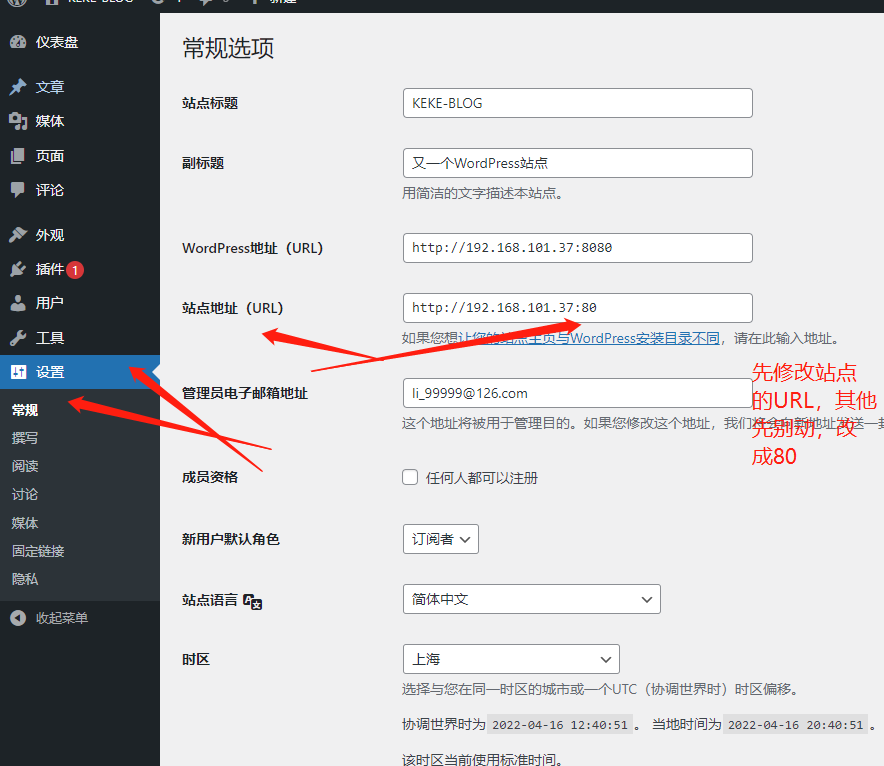 KEKE-BLOG
新建
仪表盘
文章
媒体
页面
评论
外观
插件 1
用户
工具
设置
常规
撰写
阅读
讨论
媒体
固定链接
隐私
收起菜单
常规选项
站点标题
KEKE-BLOG
副标题
又一个WordPress站点
用简洁的文字描述本站点。
WordPress地址（URL）
http://192.168.101.37:8080
站点地址（URL）
http://192.168.101.37:80
如果您想让您的站点主页与WordPress安装目录不同，请在此输入地址。
管理员电子邮箱地址
li_99999@126.com
这个地址将被用于管理目的。如果您修改这个地址，我们将会向新地址发送一封
先修改站点
的URL，其他
先别动，改
成80
成员资格
任何人都可以注册
新用户默认角色
订阅者
站点语言
简体中文
时区
上海
选择与您在同一时区的城市或一个UTC（协调世界时）时区偏移。
协调世界时为 2022-04-16 12:40:51 。 当地时间为 2022-04-16 20:40:51 。
该时区当前使用标准时间。